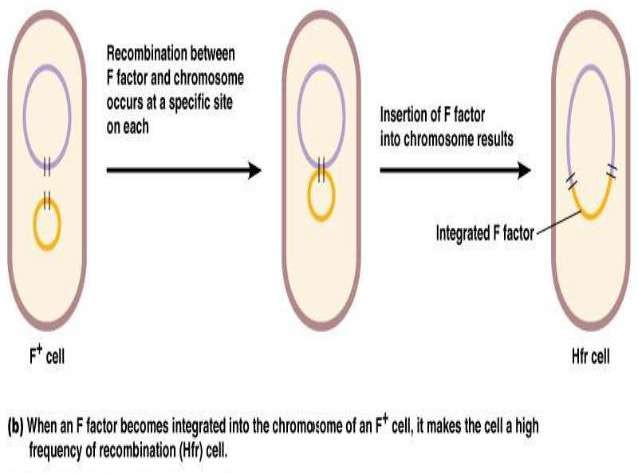 Recombination between
F factor and chromosome
occurs at a specific site
on each
Insertion of F factor
into chromosome results
Integrated F factor
F⁺ cell
Hfr cell
(b) When an F factor becomes integrated into the chromosome of an F⁺ cell, it makes the cell a high
frequency of recombination (Hfr) cell.